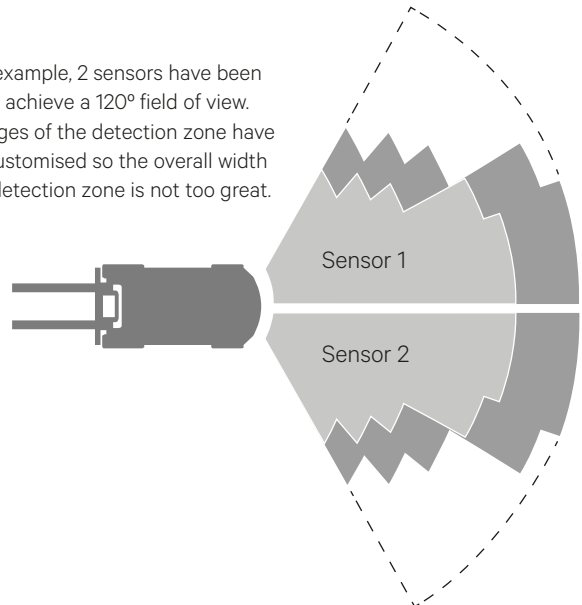 example, 2 sensors have been
achieve a 120º field of view.
ges of the detection zone have
ustomised so the overall width
detection zone is not too great.
Sensor 1
Sensor 2